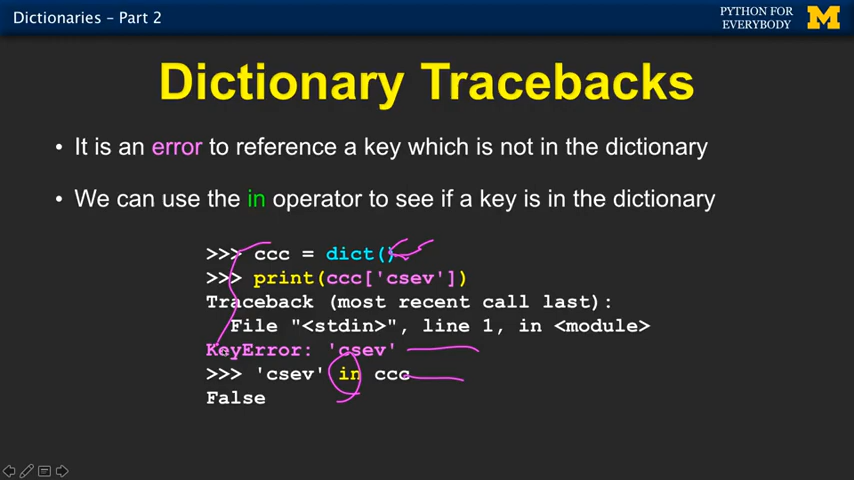 Dictionaries – Part 2
PYTHON FOR
EVERYBODY
M
Dictionary Tracebacks
• It is an error to reference a key which is not in the dictionary
• We can use the in operator to see if a key is in the dictionary
>>> ccc = dict()
>>> print(ccc['csev'])
Traceback (most recent call last):
  File "<stdin>", line 1, in <module>
KeyError: 'csev'
>>> 'csev' in ccc
False